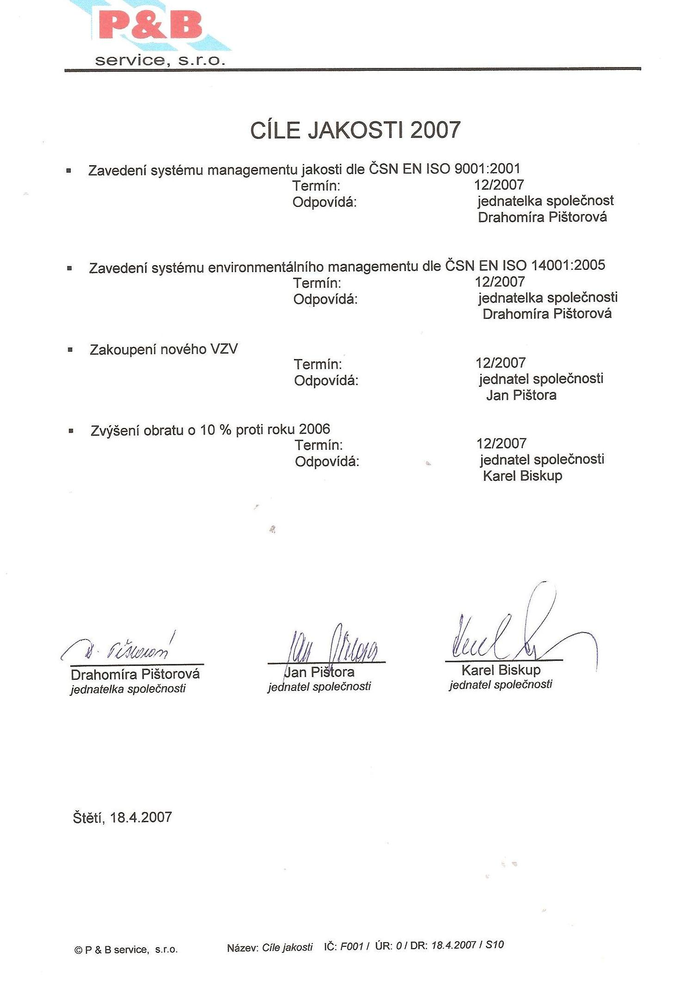 P&B
service, s.r.o.
CÍLE JAKOSTI 2007
▪ Zavedení systému managementu jakosti dle ČSN EN ISO 9001:2001
Termín: 12/2007
Odpovídá: jednatelka společnost
Drahomíra Pištorová
▪ Zavedení systému environmentálního managementu dle ČSN EN ISO 14001:2005
Termín: 12/2007
Odpovídá: jednatelka společnosti
Drahomíra Pištorová
▪ Zakoupení nového VZV
Termín: 12/2007
Odpovídá: jednatel společnosti
Jan Pištora
▪ Zvýšení obratu o 10 % proti roku 2006
Termín: 12/2007
Odpovídá: jednatel společnosti
Karel Biskup
D. Pištorová Jan Pištora
Drahomíra Pištorová Jan Pištora Karel Biskup
jednatelka společnosti jednatel společnosti jednatel společnosti
Štětí, 18.4.2007
© P & B service, s.r.o. Název: Cíle jakosti IČ: F001 / ÚR: 0 / DR: 18.4.2007 / S10